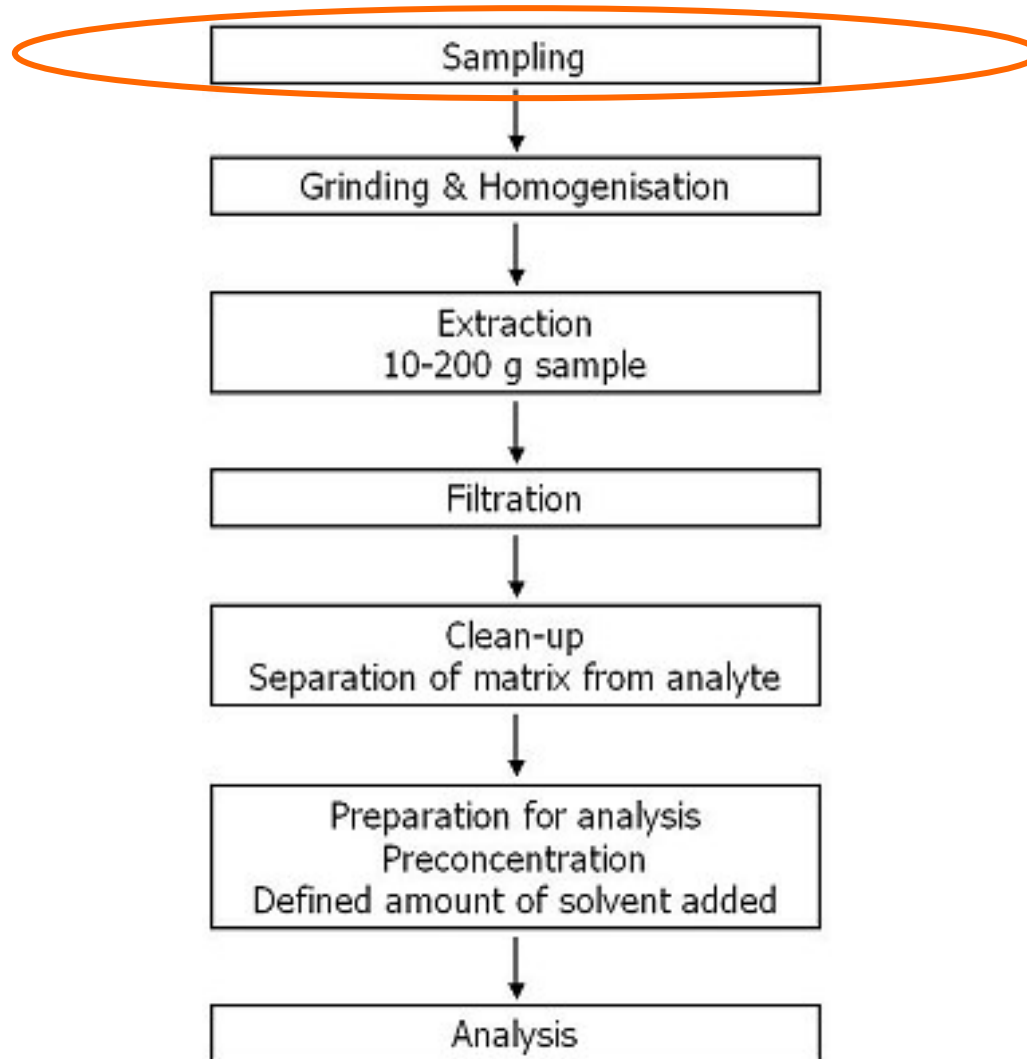 Sampling
Grinding & Homogenisation
Extraction
10-200 g sample
Filtration
Clean-up
Separation of matrix from analyte
Preparation for analysis
Preconcentration
Defined amount of solvent added
Analysis